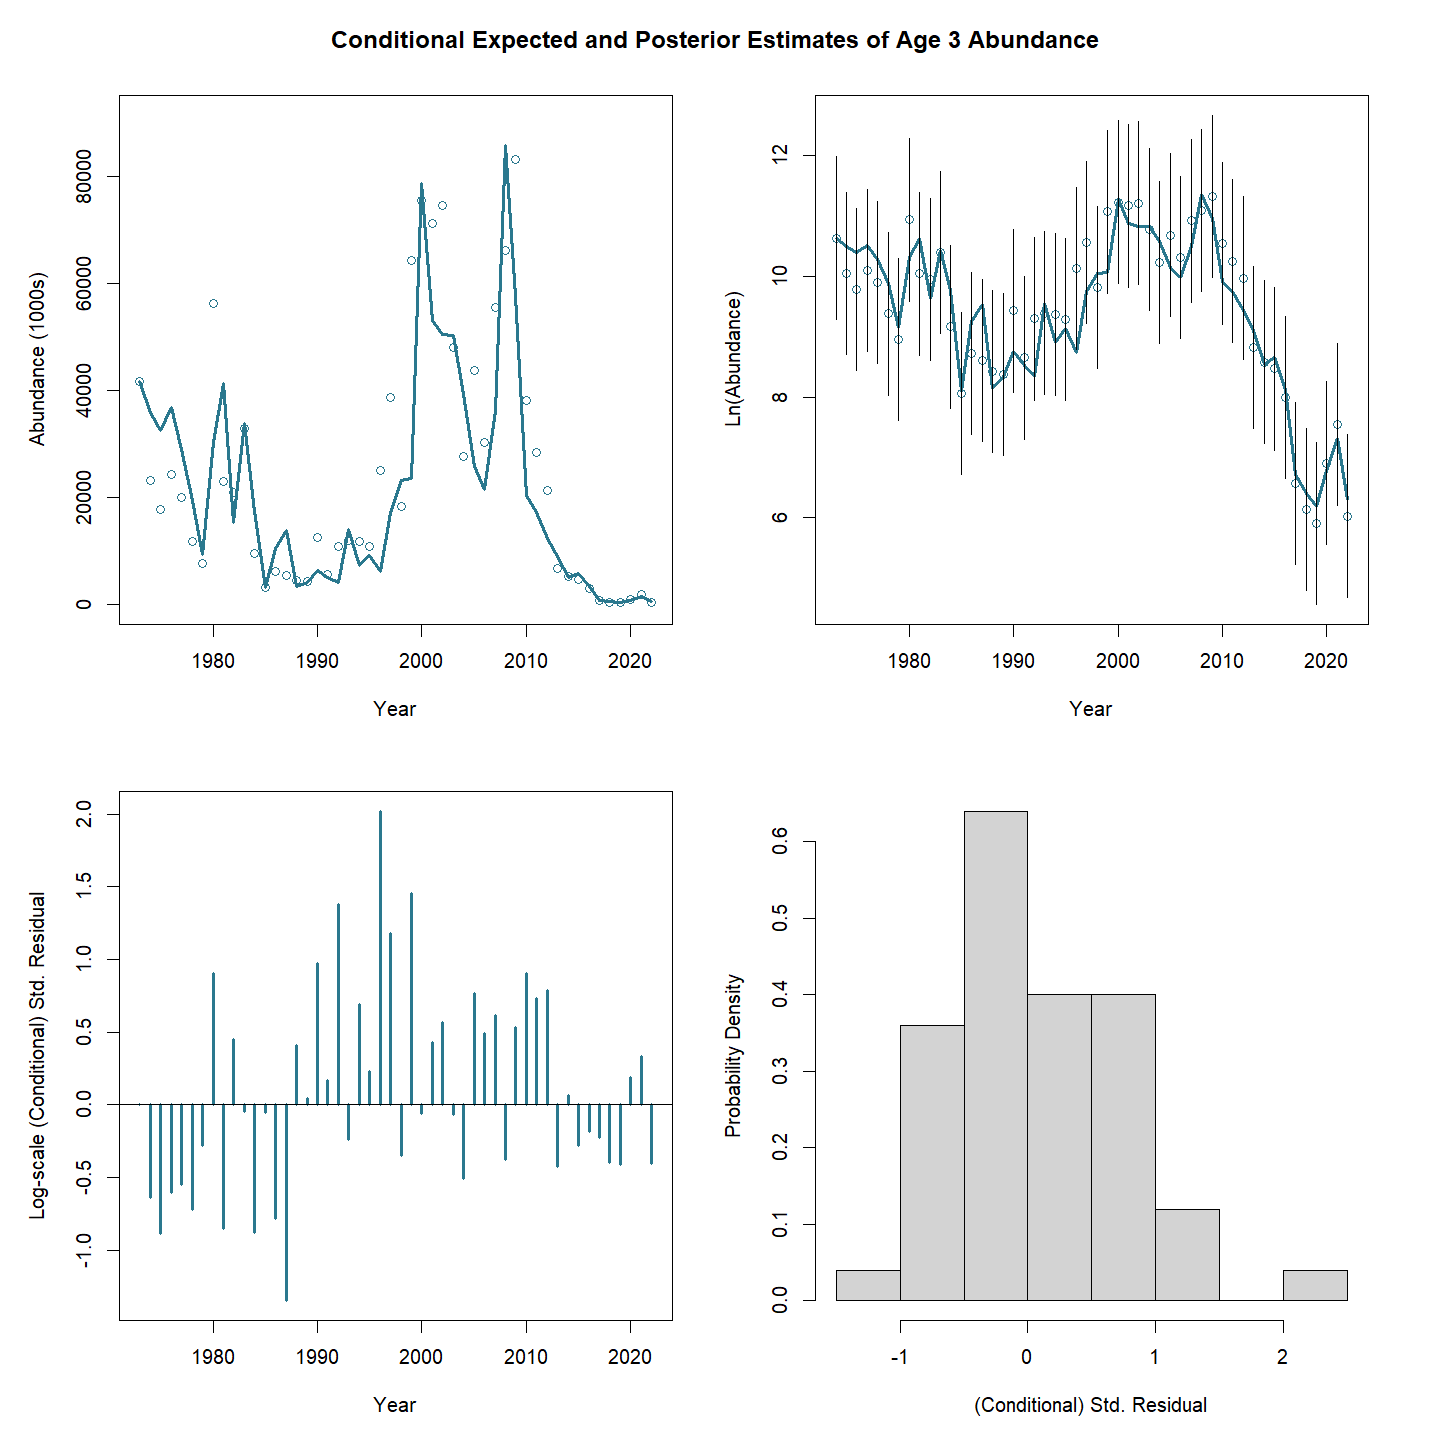 Conditional Expected and Posterior Estimates of Age 3 Abundance
Abundance (1000s)
80000
60000
40000
20000
0
1980 1990 2000 2010 2020
Year
Ln(Abundance)
12
10
8
6
1980 1990 2000 2010 2020
Year
Log-scale (Conditional) Std. Residual
2.0
1.5
1.0
0.5
0.0
-0.5
-1.0
1980 1990 2000 2010 2020
Year
Probability Density
0.6
0.5
0.4
0.3
0.2
0.1
0.0
-1 0 1 2
(Conditional) Std. Residual